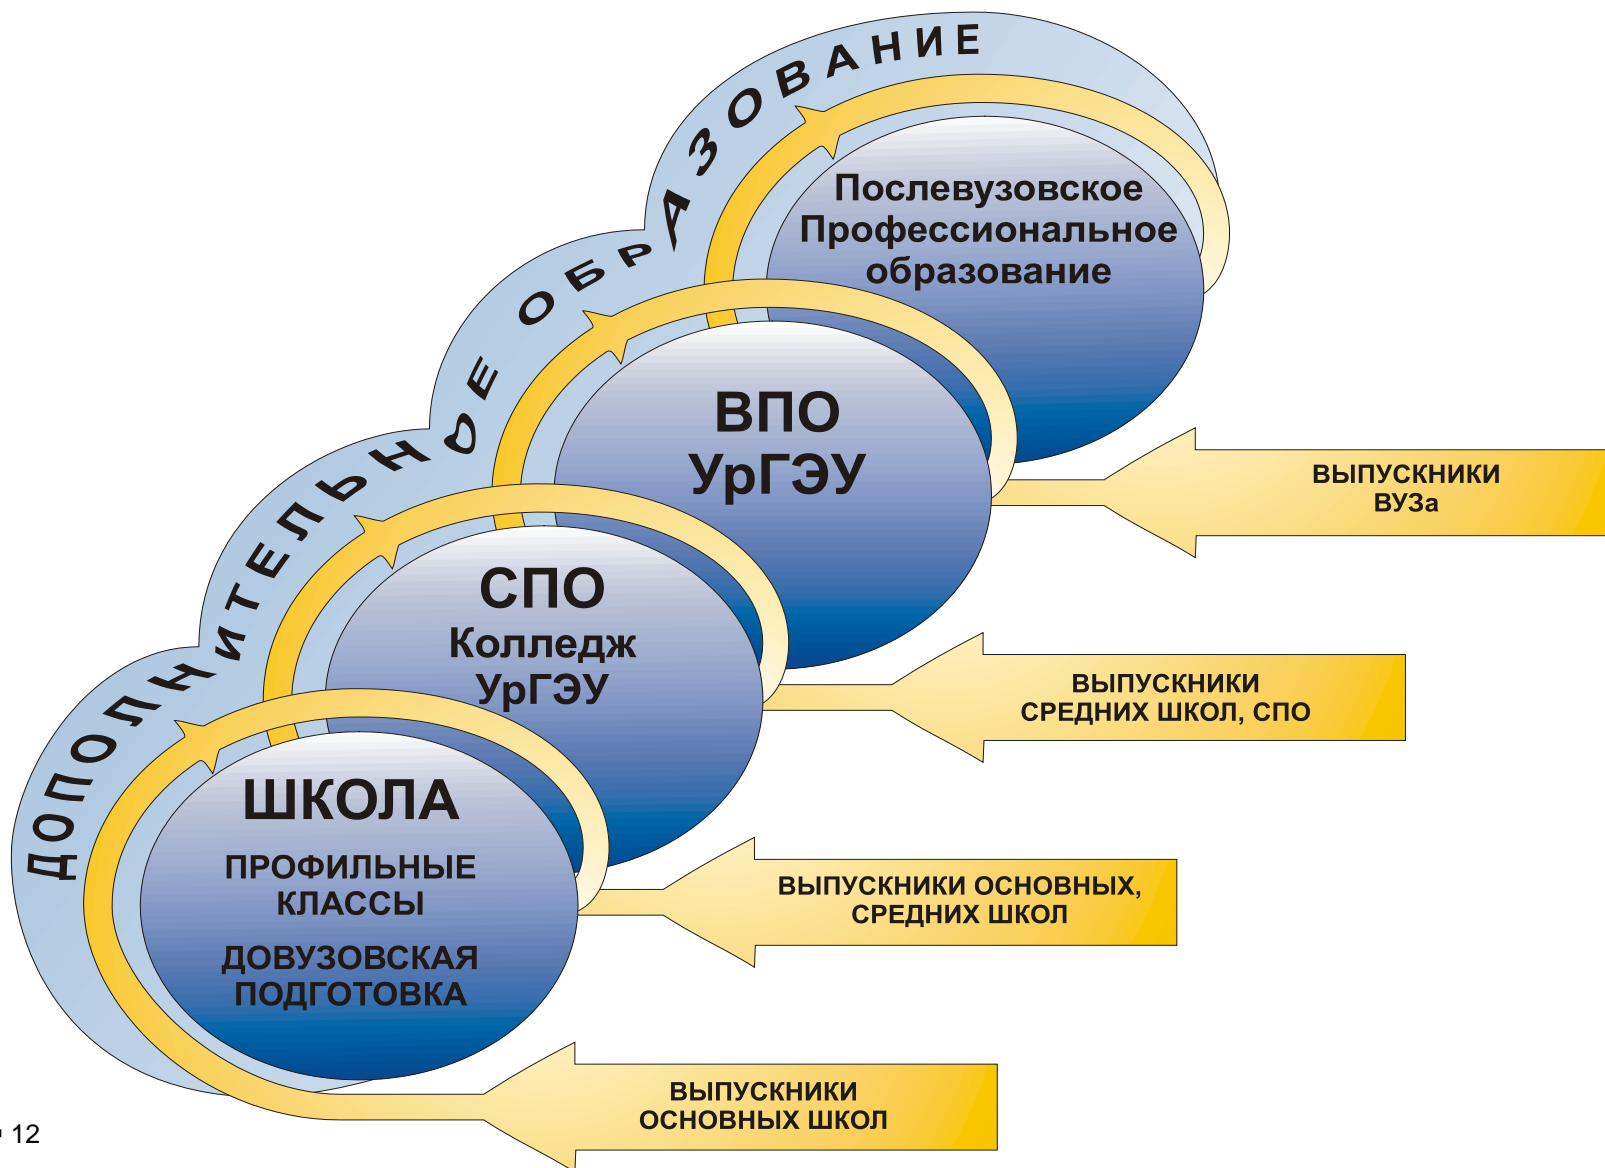 ДОПОЛНИТЕЛЬНОЕ ОБРАЗОВАНИЕ
Послевузовское
Профессиональное
образование
ВПО
УрГЭУ
ВЫПУСКНИКИ
ВУЗа
СПО
Колледж
УрГЭУ
ВЫПУСКНИКИ
СРЕДНИХ ШКОЛ, СПО
ШКОЛА
ПРОФИЛЬНЫЕ
КЛАССЫ
ДОВУЗОВСКАЯ
ПОДГОТОВКА
ВЫПУСКНИКИ ОСНОВНЫХ,
СРЕДНИХ ШКОЛ
ВЫПУСКНИКИ
ОСНОВНЫХ ШКОЛ
12